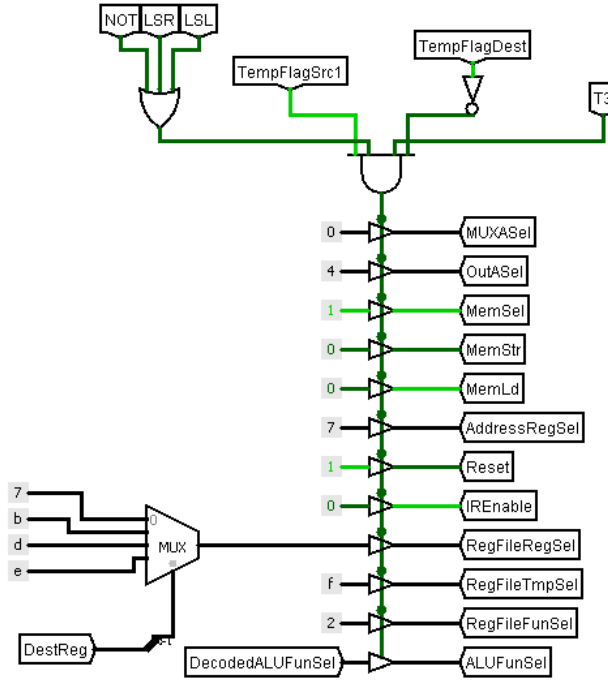 NOT LSR LSL
TempFlagDest
TempFlagSrc1
T3
0 MUXASel
4 OutASel
1 MemSel
0 MemStr
0 MemLd
7 AddressRegSel
1 Reset
7
0
0 IREnable
b
MUX
d
RegFileRegSel
e
f RegFileTmpSel
2 RegFileFunSel
DestReg
DecodedALUFunSel
ALUFunSel